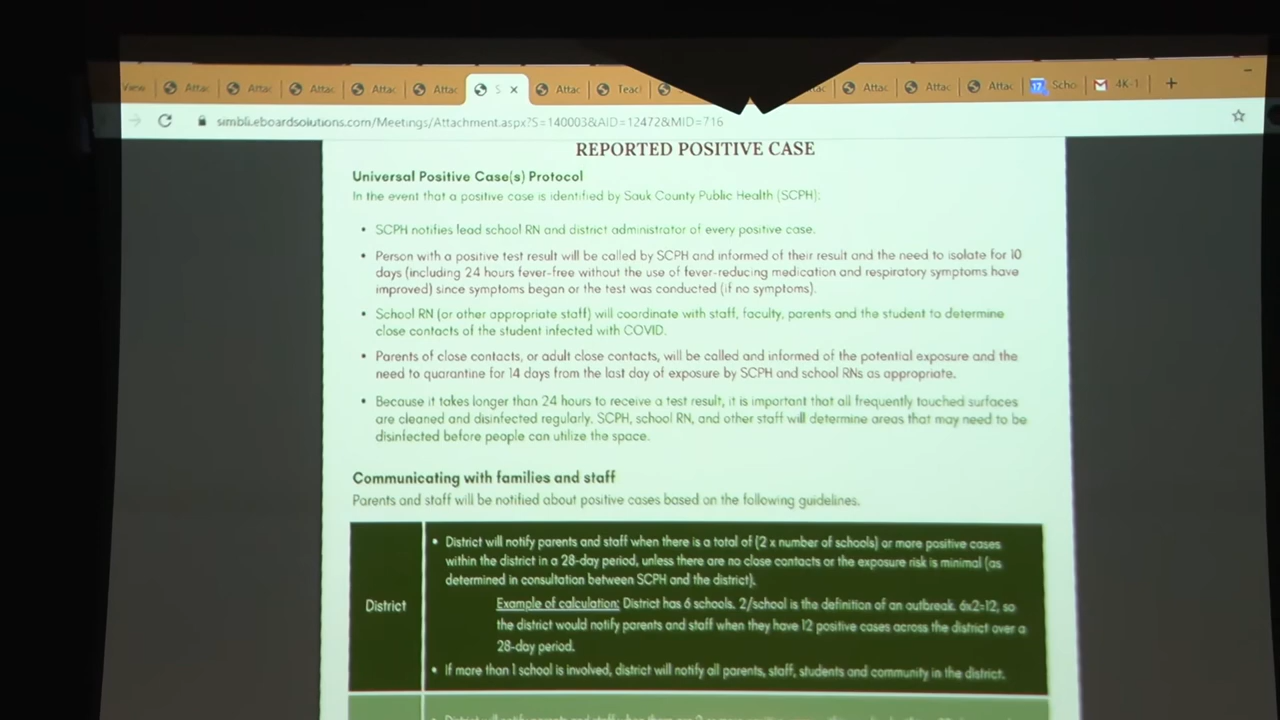 View Attac Attac Attac Attac Attac S × Attac Teac Attac Attac Attac 17 Scho 4K-1 +
simbli.eboardsolutions.com/Meetings/Attachment.aspx?S=140003&AID=12472&MID=716
REPORTED POSITIVE CASE
Universal Positive Case(s) Protocol
In the event that a positive case is identified by Sauk County Public Health (SCPH):
• SCPH notifies lead school RN and district administrator of every positive case.
• Person with a positive test result will be called by SCPH and informed of their result and the need to isolate for 10
days (including 24 hours fever-free without the use of fever-reducing medication and respiratory symptoms have
improved) since symptoms began or the test was conducted (if no symptoms).
• School RN (or other appropriate staff) will coordinate with staff, faculty, parents and the student to determine
close contacts of the student infected with COVID.
• Parents of close contacts, or adult close contacts, will be called and informed of the potential exposure and the
need to quarantine for 14 days from the last day of exposure by SCPH and school RNs as appropriate.
• Because it takes longer than 24 hours to receive a test result, it is important that all frequently touched surfaces
are cleaned and disinfected regularly. SCPH, school RN, and other staff will determine areas that may need to be
disinfected before people can utilize the space.
Communicating with families and staff
Parents and staff will be notified about positive cases based on the following guidelines.
District
• District will notify parents and staff when there is a total of (2 x number of schools) or more positive cases
within the district in a 28-day period, unless there are no close contacts or the exposure risk is minimal (as
determined in consultation between SCPH and the district).
Example of calculation: District has 6 schools. 2/school is the definition of an outbreak. 6x2=12, so
the district would notify parents and staff when they have 12 positive cases across the district over a
28-day period.
• If more than 1 school is involved, district will notify all parents, staff, students and community in the district.